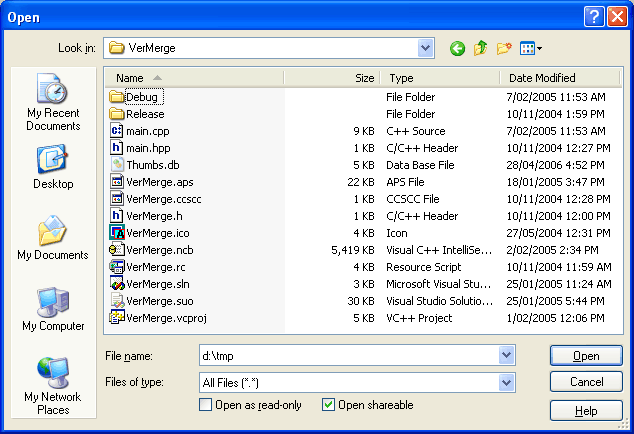 Open
Look in: VerMerge
Name Size Type Date Modified
Debug File Folder 7/02/2005 11:53 AM
Release File Folder 10/11/2004 1:59 PM
main.cpp 9 KB C++ Source 7/02/2005 11:53 AM
main.hpp 1 KB C/C++ Header 10/11/2004 12:27 PM
Thumbs.db 5 KB Data Base File 28/04/2006 4:52 PM
VerMerge.aps 22 KB APS File 18/01/2005 3:47 PM
VerMerge.ccscc 1 KB CCSCC File 10/11/2004 12:28 PM
VerMerge.h 1 KB C/C++ Header 10/11/2004 12:00 PM
VerMerge.ico 4 KB Icon 27/05/2004 12:31 PM
VerMerge.ncb 5,419 KB Visual C++ IntelliSe... 2/02/2005 2:34 PM
VerMerge.rc 4 KB Resource Script 10/11/2004 11:59 AM
VerMerge.sln 3 KB Microsoft Visual Stu... 25/01/2005 11:24 AM
VerMerge.suo 30 KB Visual Studio Solutio... 25/01/2005 5:44 PM
VerMerge.vcproj 5 KB VC++ Project 1/02/2005 12:06 PM
My Recent
Documents
Desktop
My Documents
My Computer
My Network
Places
File name: d:\tmp Open
Files of type: All Files (*.*) Cancel
Open as read-only Open shareable Help